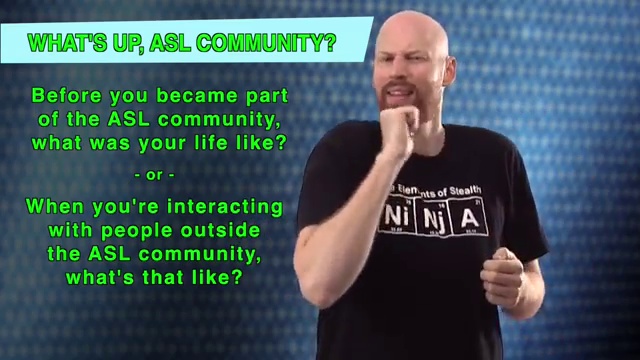 WHAT'S UP, ASL COMMUNITY?
Before you became part
of the ASL community,
what was your life like?
- or -
When you're interacting
with people outside
the ASL community,
what's that like?
Elements of Stealth
Ni Nj A